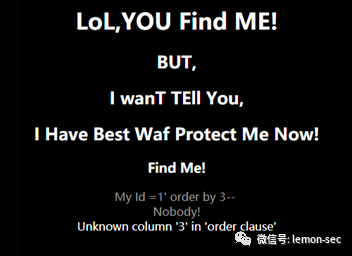 LoL,YOU Find ME!
BUT,
I wanT TEll You,
I Have Best Waf Protect Me Now!
Find Me!
My Id =1' order by 3--
Nobody!
Unknown column '3' in 'order clause'
微信号: lemon-sec